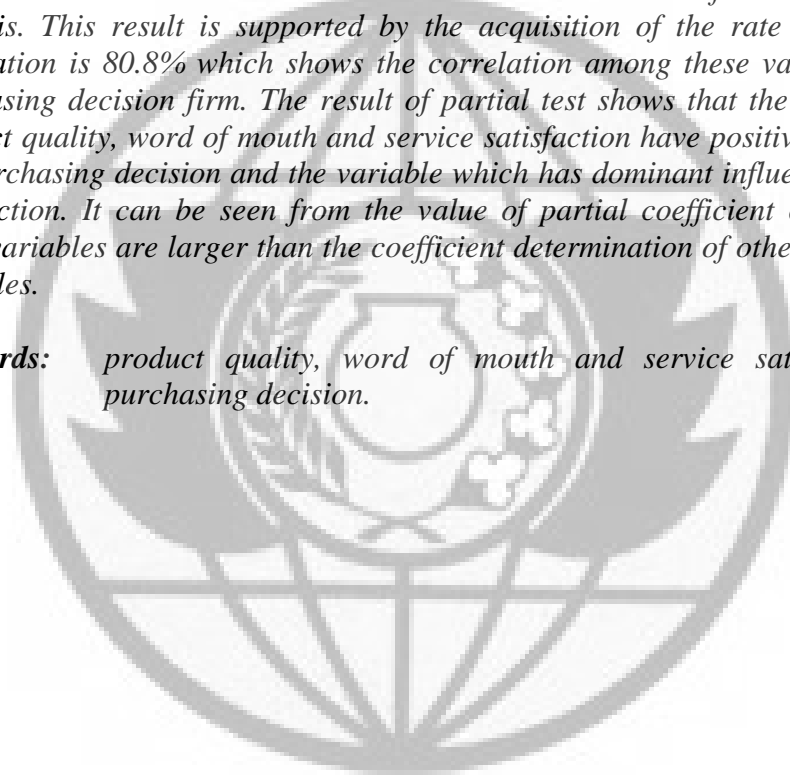 is. This result is supported by the acquisition of the rate
ation is 80.8% which shows the correlation among these va
asing decision firm. The result of partial test shows that the
ct quality, word of mouth and service satisfaction have positiv
rchasing decision and the variable which has dominant influe
ction. It can be seen from the value of partial coefficient
variables are larger than the coefficient determination of othe
les.
rds: product quality, word of mouth and service sat
purchasing decision.